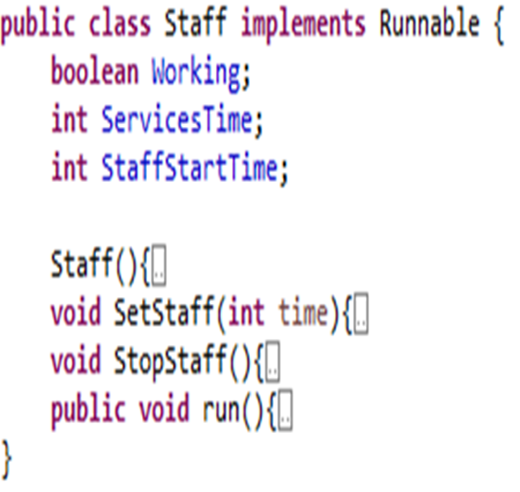 public class Staff implements Runnable {
boolean Working;
int ServicesTime;
int StaffStartTime;
Staff(){..
void SetStaff(int time){..
void StopStaff(){..
public void run(){..
}